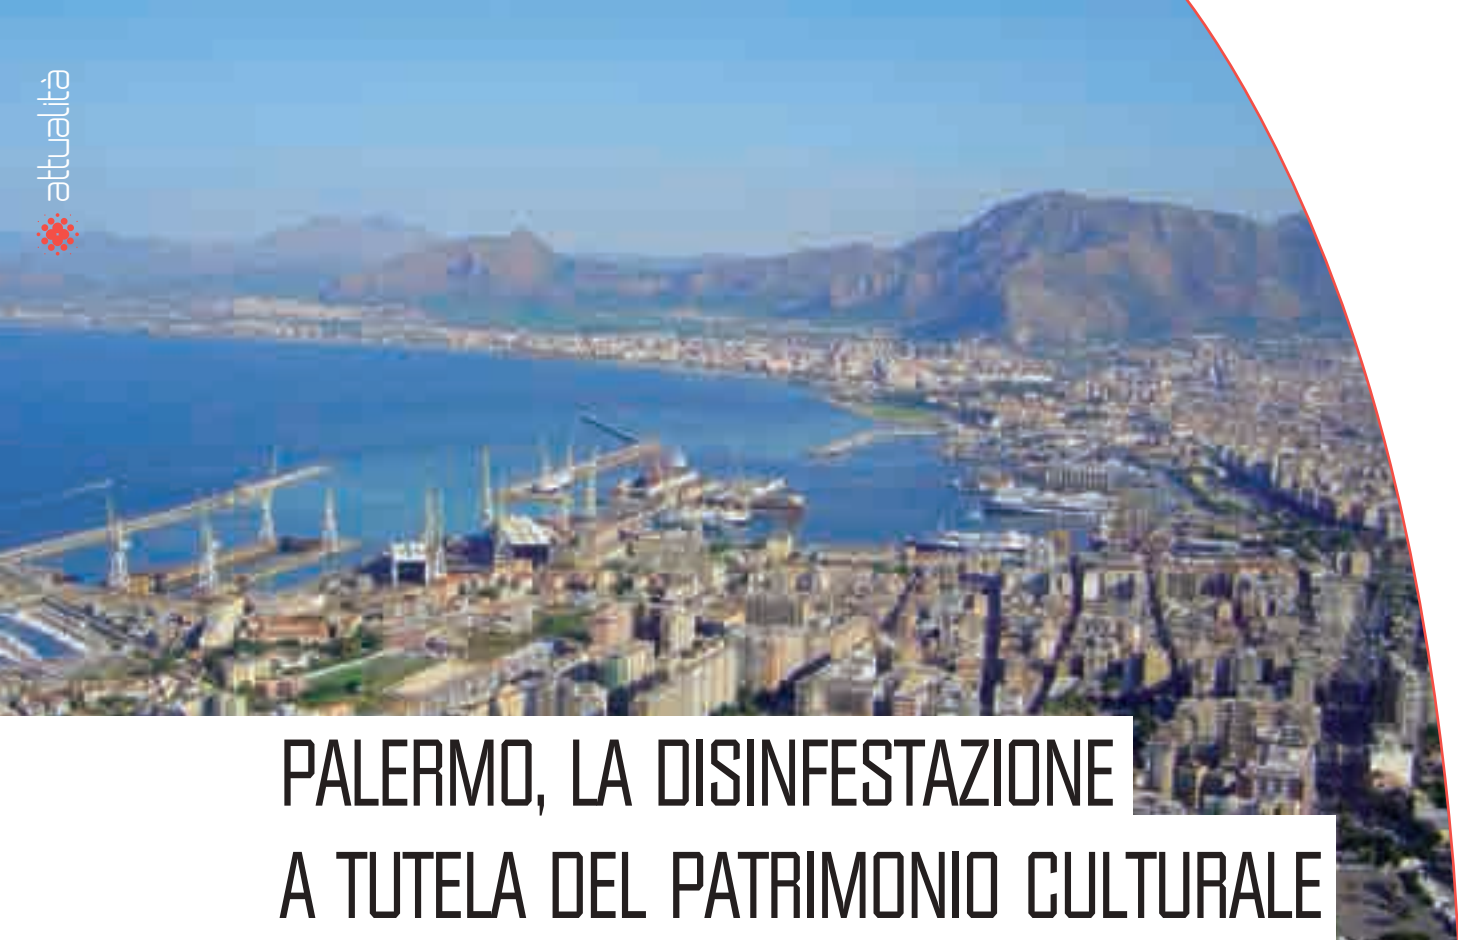 attualità
PALERMO, LA DISINFESTAZIONE
A TUTELA DEL PATRIMONIO CULTURALE